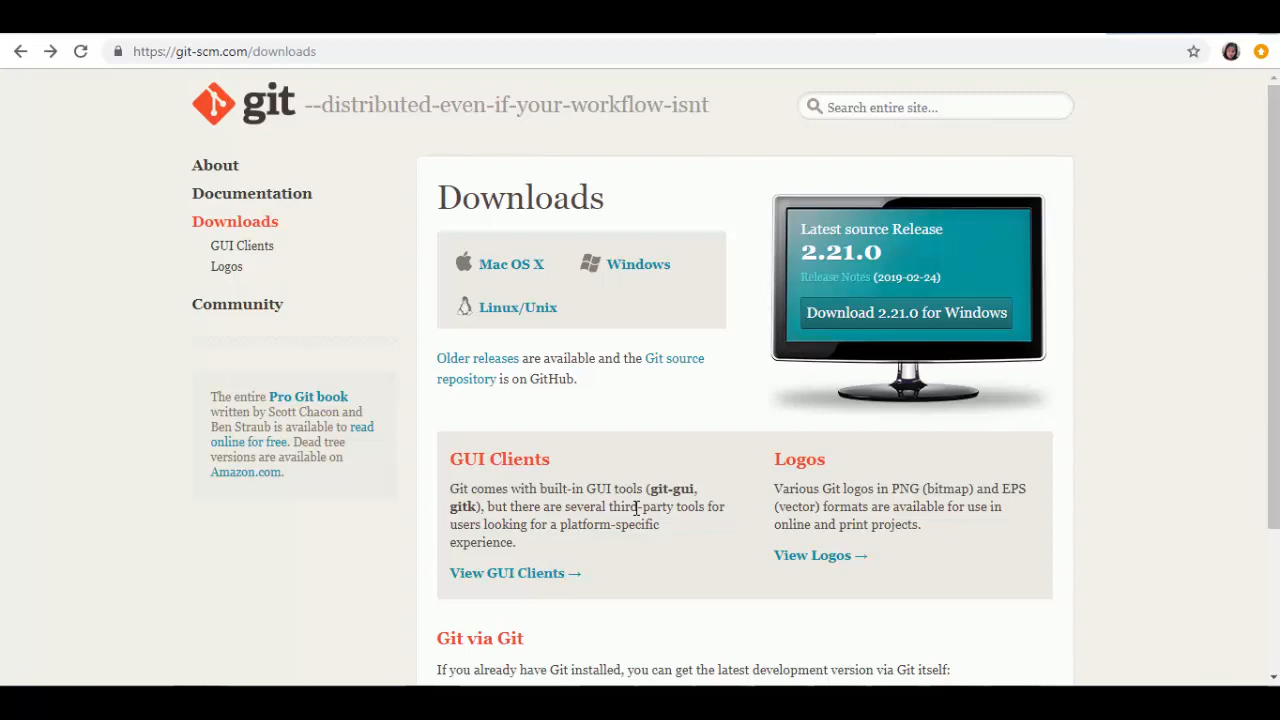 https://git-scm.com/downloads
git --distributed-even-if-your-workflow-isnt
Search entire site...
About
Documentation
Downloads
GUI Clients
Logos
Community
The entire Pro Git book
written by Scott Chacon and
Ben Straub is available to read
online for free. Dead tree
versions are available on
Amazon.com.
Downloads
Mac OS X
Windows
Linux/Unix
Older releases are available and the Git source
repository is on GitHub.
Latest source Release
2.21.0
Release Notes (2019-02-24)
Download 2.21.0 for Windows
GUI Clients
Git comes with built-in GUI tools (git-gui,
gitk), but there are several third-party tools for
users looking for a platform-specific
experience.
View GUI Clients →
Logos
Various Git logos in PNG (bitmap) and EPS
(vector) formats are available for use in
online and print projects.
View Logos →
Git via Git
If you already have Git installed, you can get the latest development version via Git itself: